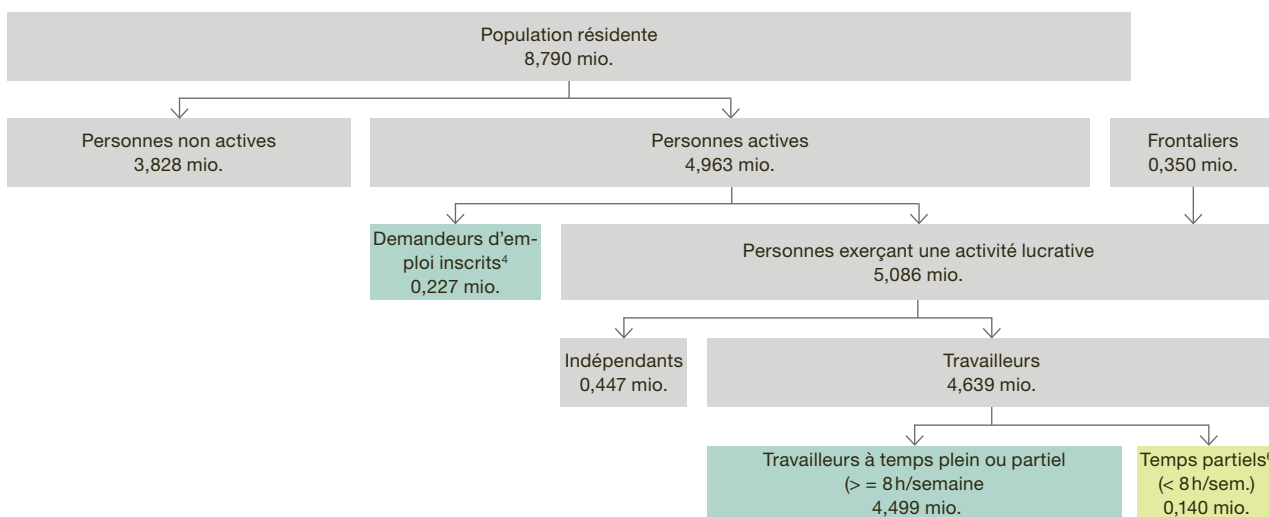 Population résidente
8,790 mio.
Personnes non actives
3,828 mio.
Personnes actives
4,963 mio.
Frontaliers
0,350 mio.
Demandeurs d'em-
ploi inscrits⁴
0,227 mio.
Personnes exerçant une activité lucrative
5,086 mio.
Indépendants
0,447 mio.
Travailleurs
4,639 mio.
Travailleurs à temps plein ou partiel
(> = 8 h/semaine
4,499 mio.
Temps partiels⁶
(< 8 h/sem.)
0,140 mio.